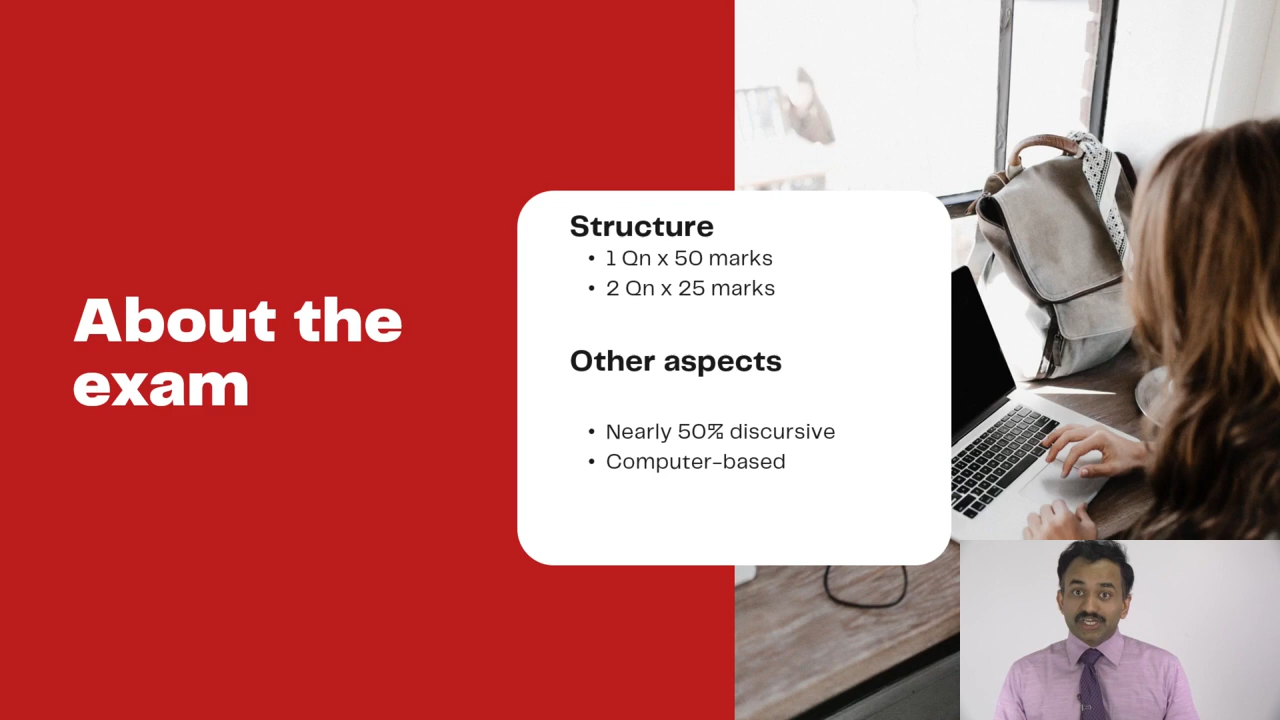 About the
exam
Structure
• 1 Qn x 50 marks
• 2 Qn x 25 marks
Other aspects
• Nearly 50% discursive
• Computer-based